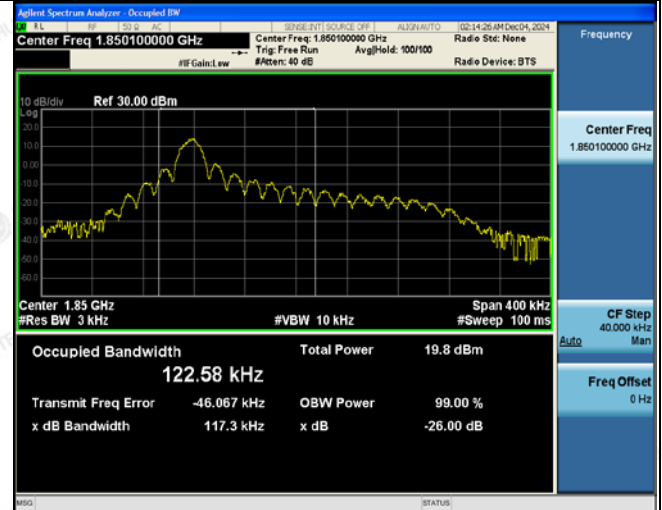 Agilent Spectrum Analyzer - Occupied BW
RL RF 50 Ω AC SENSE:INT SOURCE OFF ALIGN AUTO 02:14:26 AM Dec 04, 2024
Center Freq 1.850100000 GHz
Center Freq: 1.850100000 GHz Radio Std: None
Trig: Free Run Avg|Hold: 100/100
#IFGain:Low #Atten: 40 dB Radio Device: BTS
Frequency
10 dB/div Ref 30.00 dBm
Log
20.0
10.0
0.00
-10.0
-20.0
-30.0
-40.0
-50.0
-60.0
Center 1.85 GHz Span 400 kHz
#Res BW 3 kHz #VBW 10 kHz #Sweep 100 ms
Occupied Bandwidth Total Power 19.8 dBm
122.58 kHz
Transmit Freq Error -46.067 kHz OBW Power 99.00 %
x dB Bandwidth 117.3 kHz x dB -26.00 dB
Center Freq
1.850100000 GHz
CF Step
40.000 kHz
Auto Man
Freq Offset
0 Hz
MSG STATUS